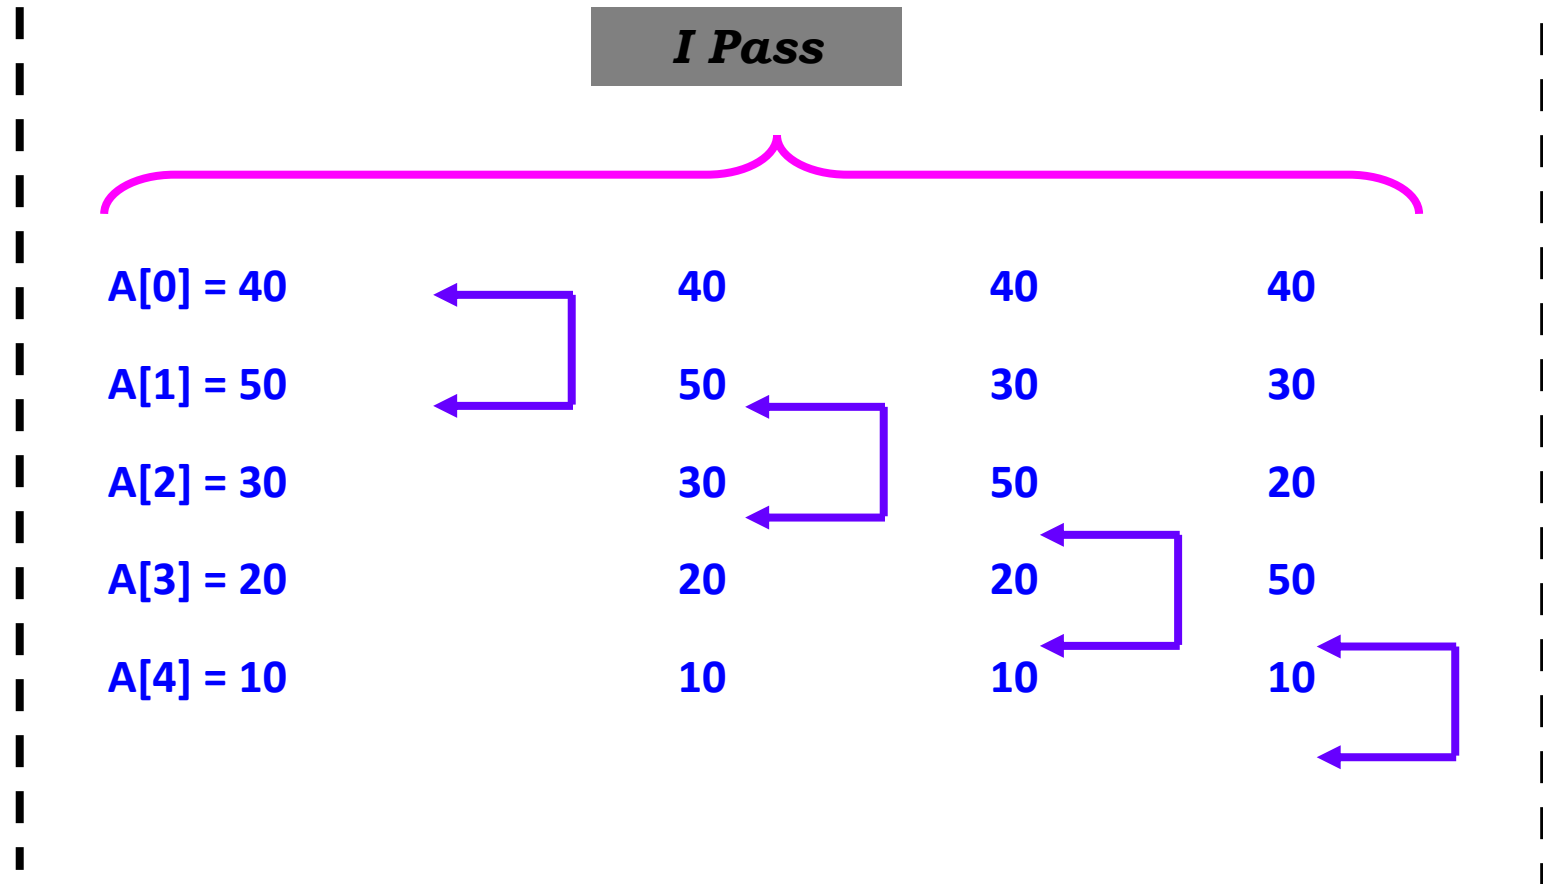 I Pass
A[0] = 40 40 40 40
A[1] = 50 50 30 30
A[2] = 30 30 50 20
A[3] = 20 20 20 50
A[4] = 10 10 10 10